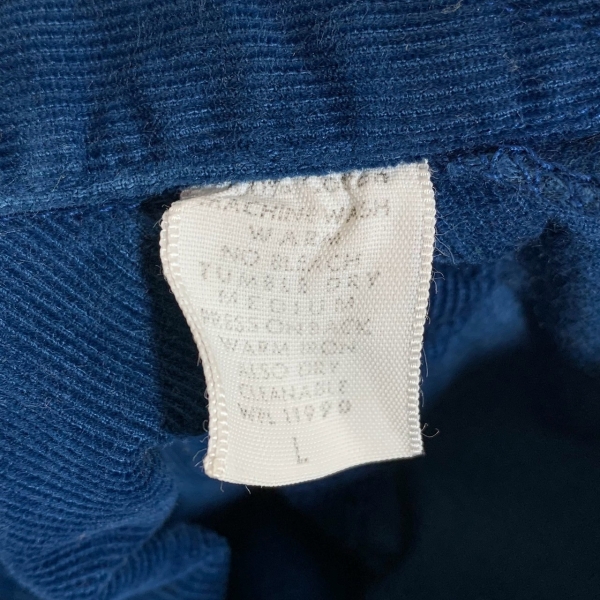 MACHINE WASH
WARM
NO BLEACH
TUMBLE DRY
MEDIUM
PRESS ON BACK
WARM IRON
ALSO DRY
CLEANABLE
WPL 11990
L